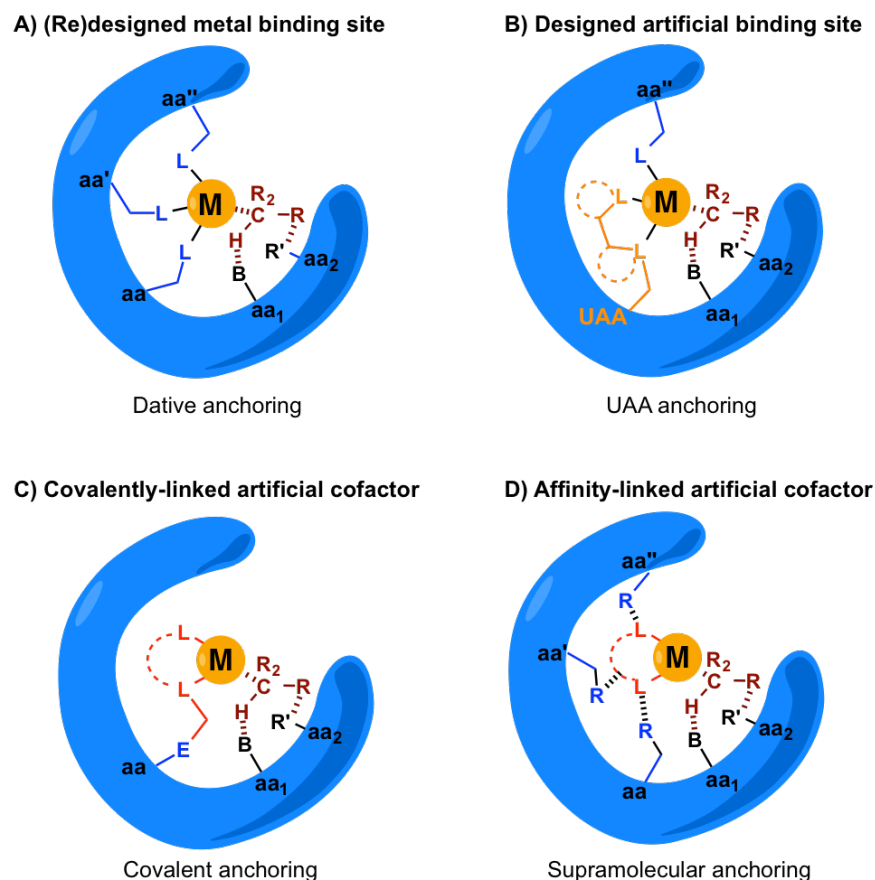 A) (Re)designed metal binding site
aa"
aa'
L
L
L
aa
M
R2
C
R
H
R'
B
aa2
aa1
Dative anchoring
B) Designed artificial binding site
aa"
L
L
L
M
R2
C
R
H
R'
B
aa2
aa1
UAA
UAA anchoring
C) Covalently-linked artificial cofactor
L
L
M
R2
C
R
H
R'
B
aa2
aa1
E
aa
Covalent anchoring
D) Affinity-linked artificial cofactor
aa"
R
L
aa'
R
L
M
R2
C
R
H
R'
B
aa2
aa1
R
aa
Supramolecular anchoring